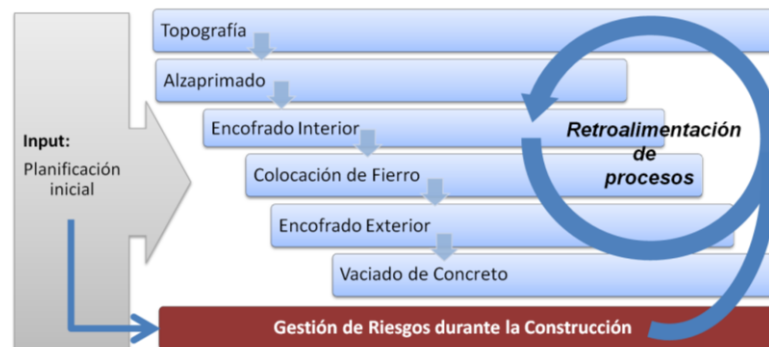 Topografía
Alzaprimado
Encofrado Interior
Input:
Planificación
inicial
Retroalimentación
de
procesos
Colocación de Fierro
Encofrado Exterior
Vaciado de Concreto
Gestión de Riesgos durante la Construcción